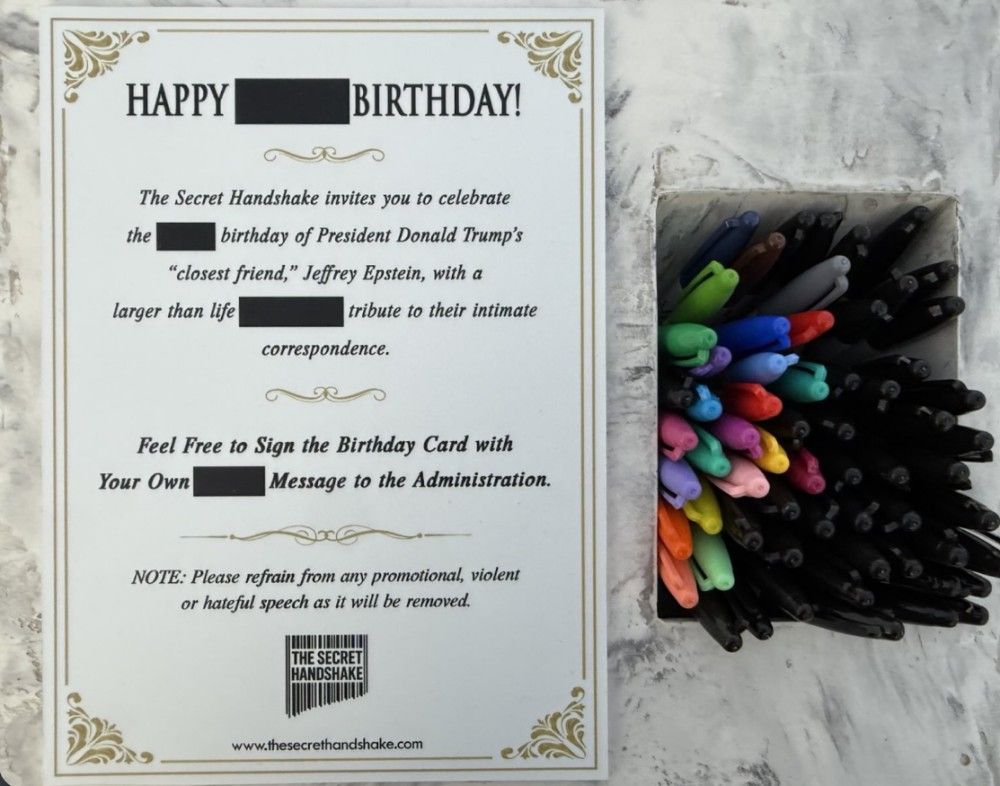 HAPPY BIRTHDAY!
The Secret Handshake invites you to celebrate
the birthday of President Donald Trump's
"closest friend," Jeffrey Epstein, with a
larger than life tribute to their intimate
correspondence.
Feel Free to Sign the Birthday Card with
Your Own Message to the Administration.
NOTE: Please refrain from any promotional, violent
or hateful speech as it will be removed.
THE SECRET
HANDSHAKE
www.thesecrethandshake.com